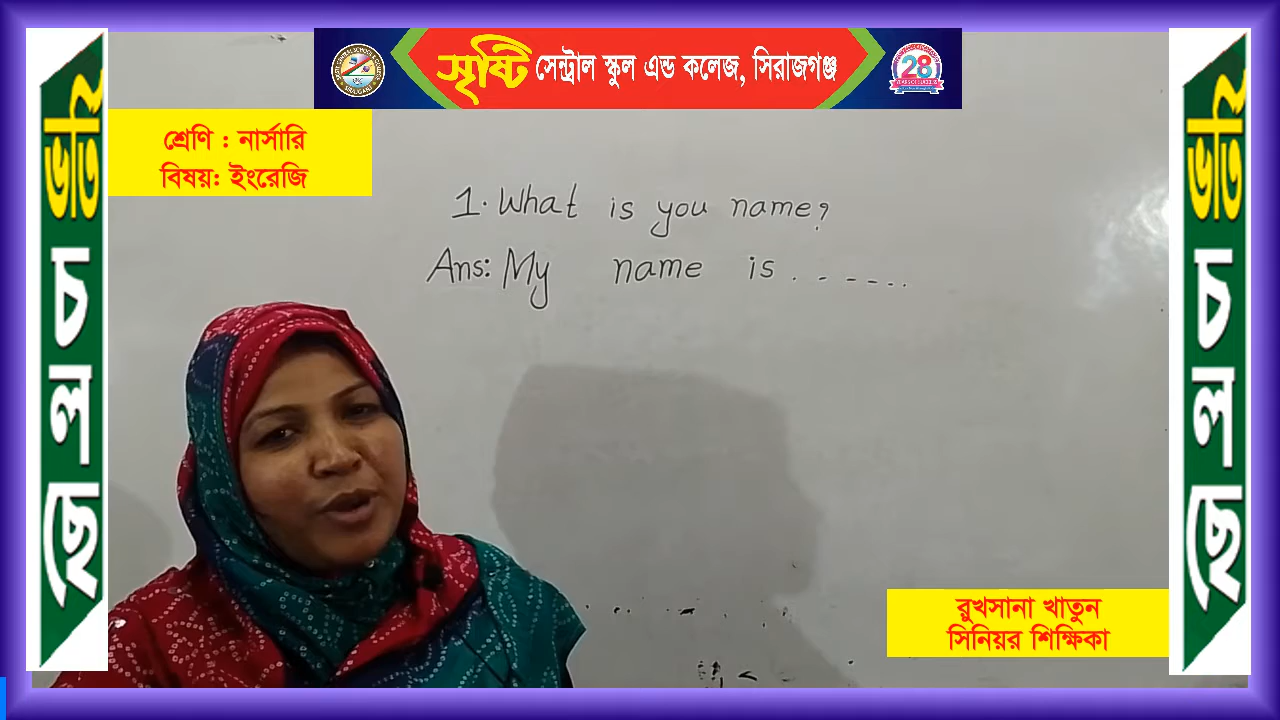 সৃষ্টি সেন্ট্রাল স্কুল এন্ড কলেজ, সিরাজগঞ্জ
28
শ্রেণি : নার্সারি
বিষয়: ইংরেজি
1. What is you name?
Ans: My name is . - - - - ..
ভর্তি চলছে
ভর্তি চলছে
রুখসানা খাতুন
সিনিয়র শিক্ষিকা